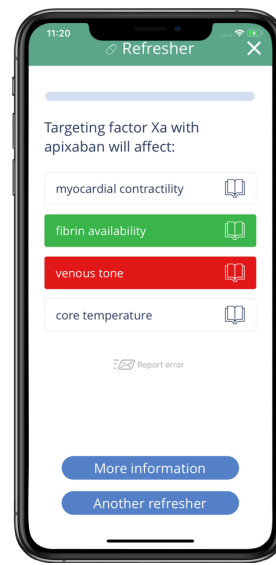 11:20
Refresher
Targeting factor Xa with
apixaban will affect:
myocardial contractility
fibrin availability
venous tone
core temperature
Report error
More information
Another refresher